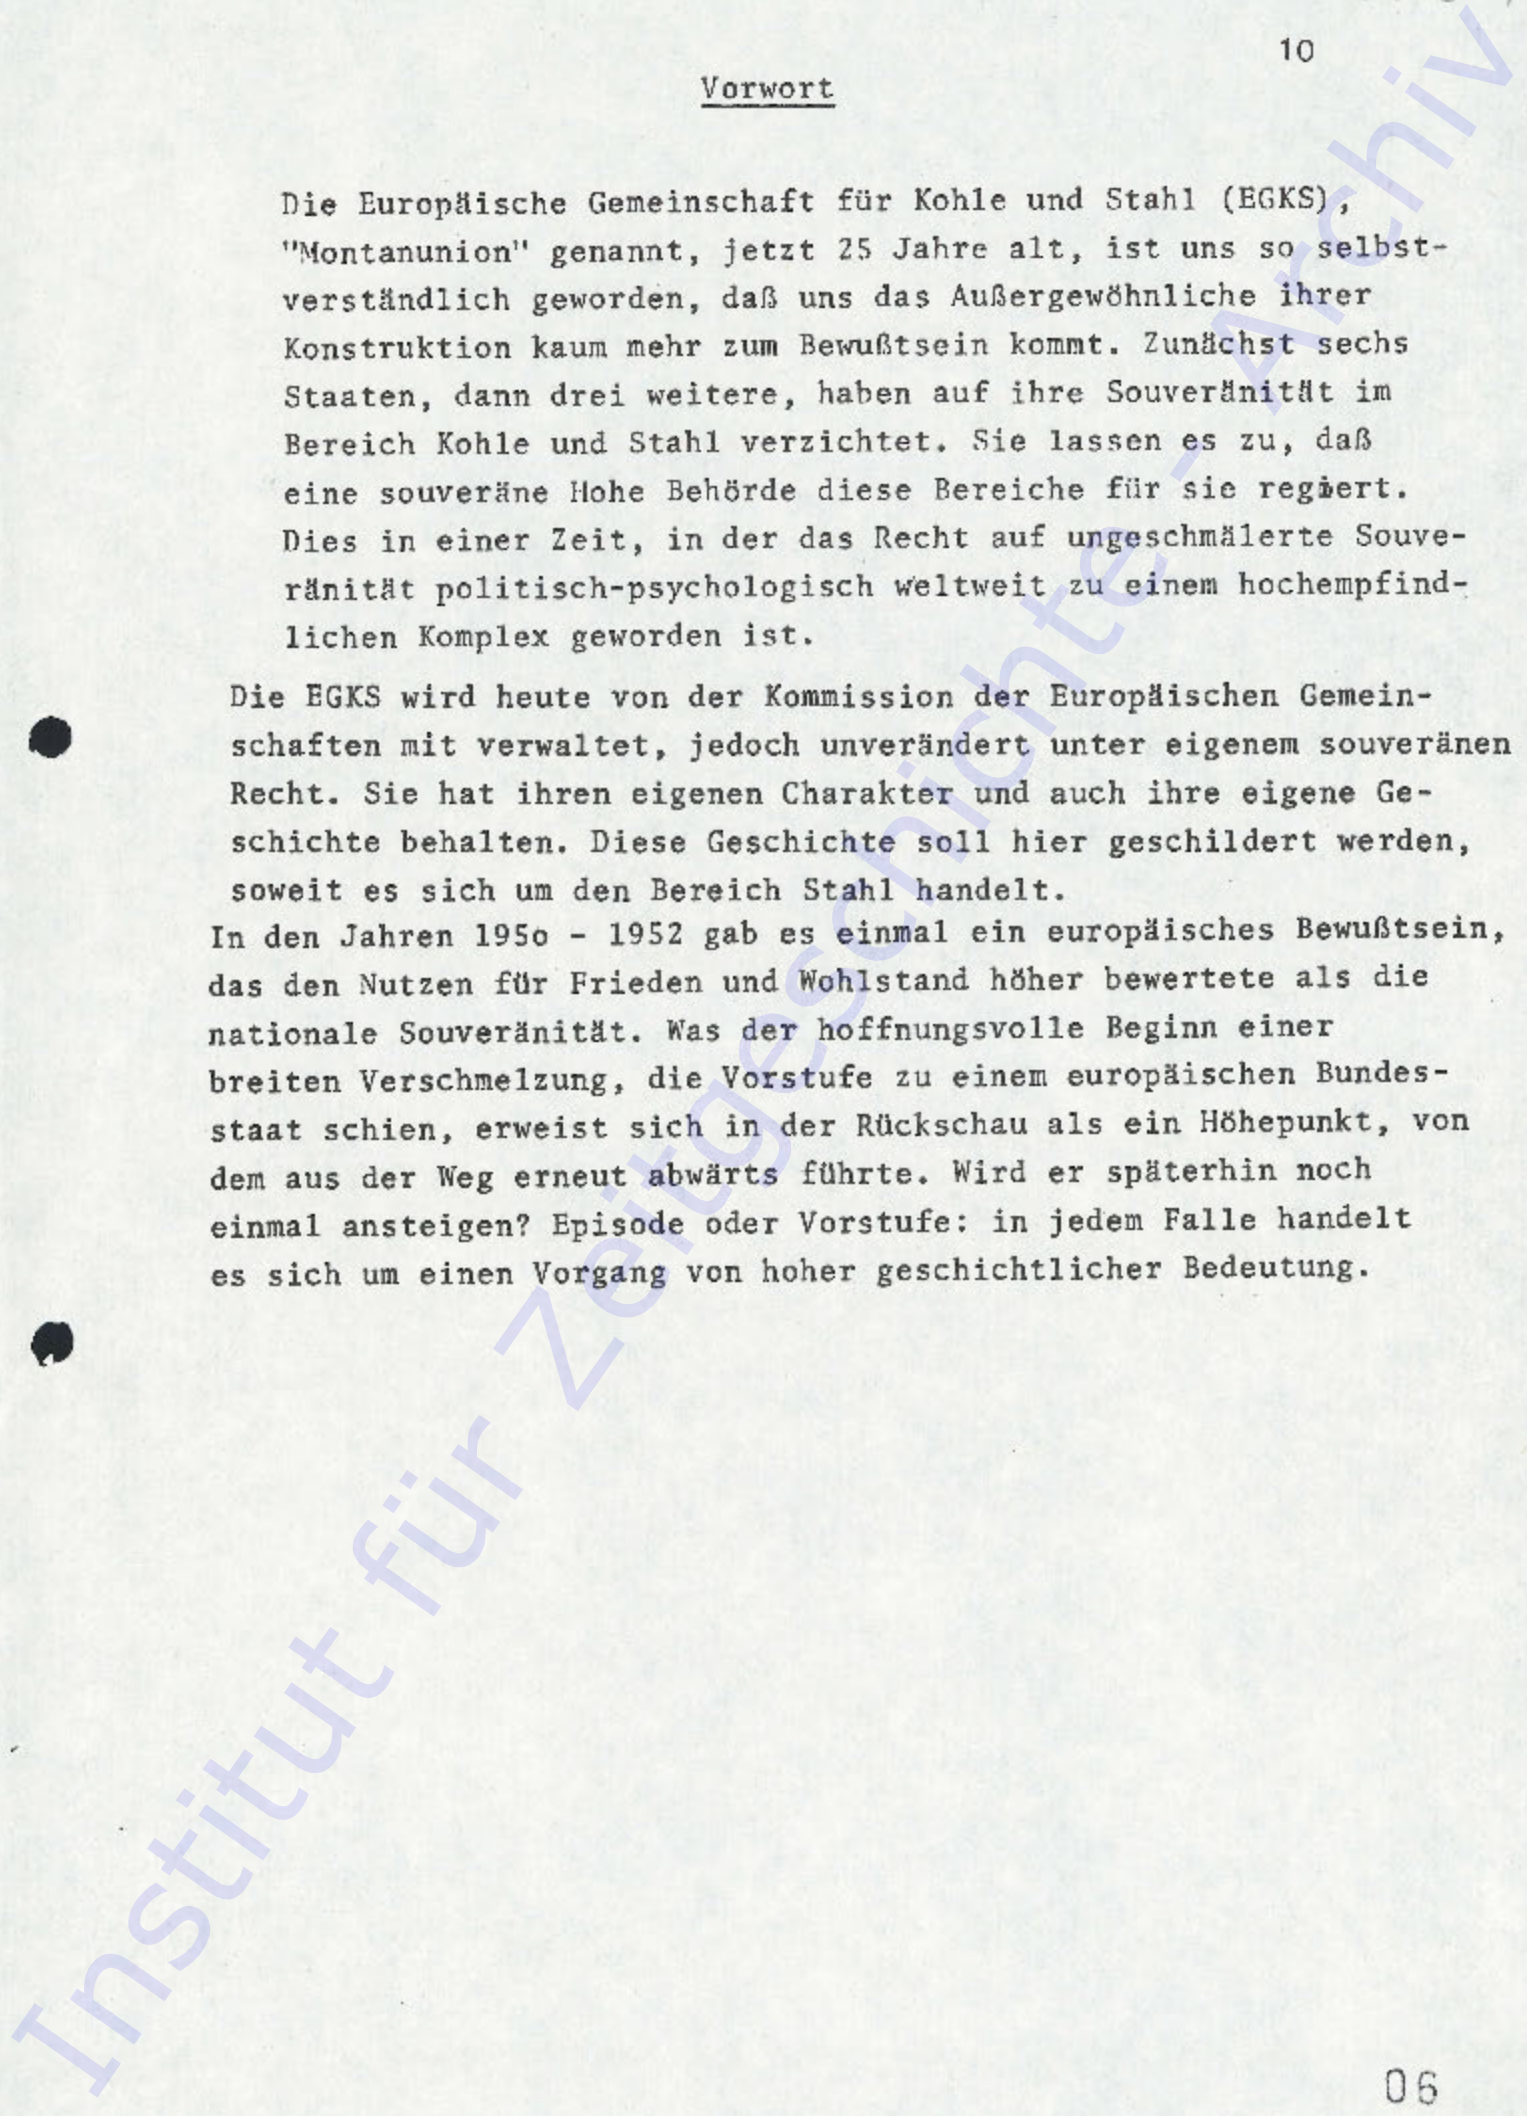 10
Vorwort
Die Europäische Gemeinschaft für Kohle und Stahl (EGKS),
"Montanunion" genannt, jetzt 25 Jahre alt, ist uns so selbst-
verständlich geworden, daß uns das Außergewöhnliche ihrer
Konstruktion kaum mehr zum Bewußtsein kommt. Zunächst sechs
Staaten, dann drei weitere, haben auf ihre Souveränität im
Bereich Kohle und Stahl verzichtet. Sie lassen es zu, daß
eine souveräne Hohe Behörde diese Bereiche für sie regiert.
Dies in einer Zeit, in der das Recht auf ungeschmälerte Souve-
ränität politisch-psychologisch weltweit zu einem hochempfind-
lichen Komplex geworden ist.
Die EGKS wird heute von der Kommission der Europäischen Gemein-
schaften mit verwaltet, jedoch unverändert unter eigenem souveränen
Recht. Sie hat ihren eigenen Charakter und auch ihre eigene Ge-
schichte behalten. Diese Geschichte soll hier geschildert werden,
soweit es sich um den Bereich Stahl handelt.
In den Jahren 195o - 1952 gab es einmal ein europäisches Bewußtsein,
das den Nutzen für Frieden und Wohlstand höher bewertete als die
nationale Souveränität. Was der hoffnungsvolle Beginn einer
breiten Verschmelzung, die Vorstufe zu einem europäischen Bundes-
staat schien, erweist sich in der Rückschau als ein Höhepunkt, von
dem aus der Weg erneut abwärts führte. Wird er späterhin noch
einmal ansteigen? Episode oder Vorstufe: in jedem Falle handelt
es sich um einen Vorgang von hoher geschichtlicher Bedeutung.
Institut für Zeitgeschichte - Archiv
06